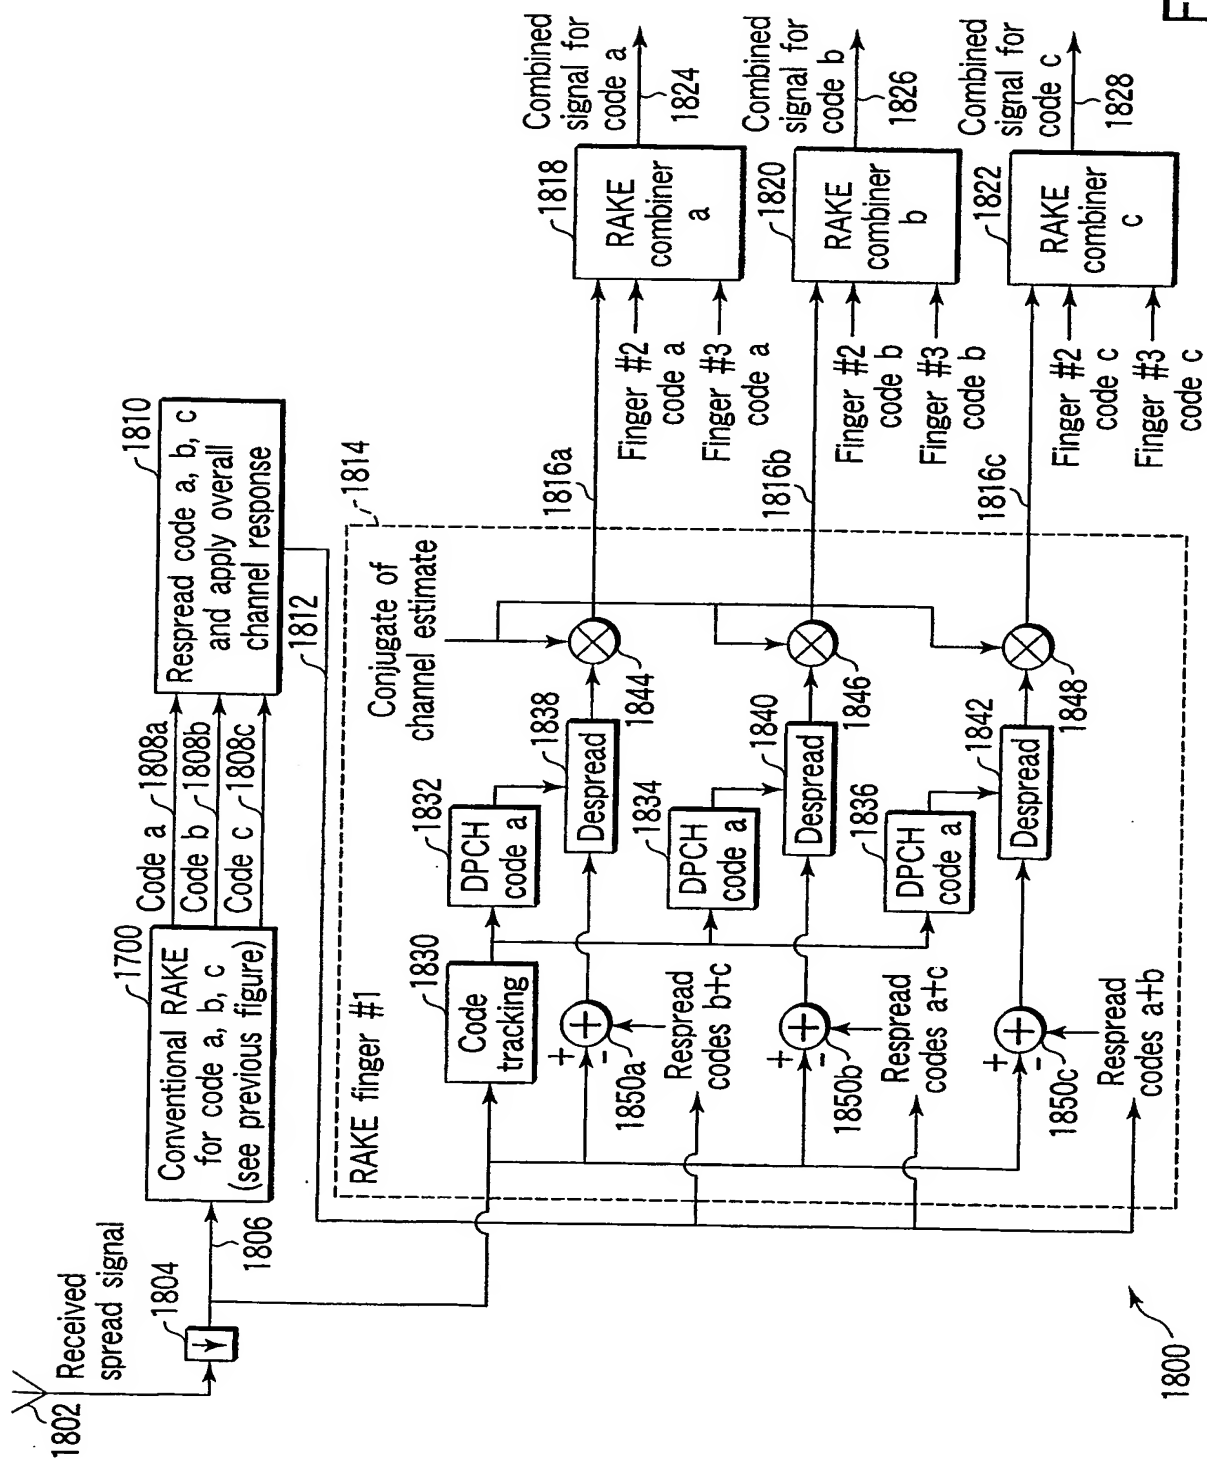 1802
Received
spread signal
1804
1806
1700
Conventional RAKE
for code a, b, c
(see previous figure)
Code a
1808a
Code b
1808b
Code c
1808c
1810
Respread code a, b, c
and apply overall
channel response
1812
1814
RAKE finger #1
1830
Code
tracking
Conjugate of
channel estimate
1832
DPCH
code a
1838
Despread
1844
+
+
-
1850a
Respread
codes b+c
1834
DPCH
code a
1840
Despread
1846
+
+
-
1850b
Respread
codes a+c
1836
DPCH
code a
1842
Despread
1848
+
+
-
1850c
Respread
codes a+b
1816a
1816b
1816c
Finger #2
code a
Finger #3
code a
1818
RAKE
combiner
a
Combined
signal for
code a
1824
Finger #2
code b
Finger #3
code b
1820
RAKE
combiner
b
Combined
signal for
code b
1826
Finger #2
code c
Finger #3
code c
1822
RAKE
combiner
c
Combined
signal for
code c
1828
1800